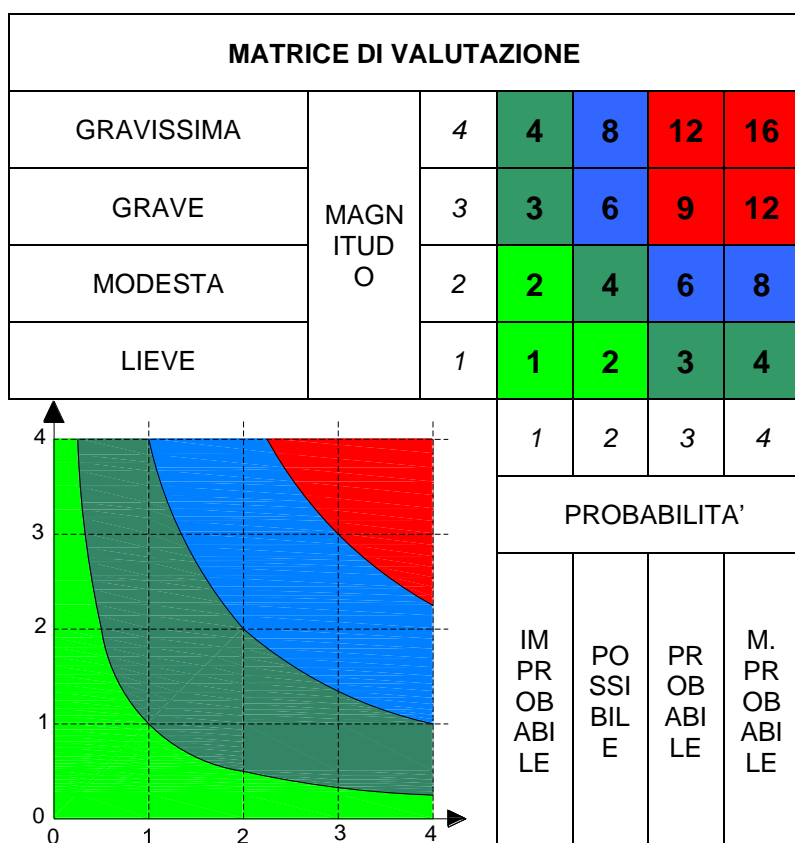 MATRICE DI VALUTAZIONE
GRAVISSIMA
4
4
8
12
16
GRAVE
3
3
6
9
12
MAGN
ITUD
O
MODESTA
2
2
4
6
8
LIEVE
1
1
2
3
4
1
2
3
4
PROBABILITA’
IM
PR
OB
ABI
LE
PO
SSI
BIL
E
PR
OB
ABI
LE
M.
PR
OB
ABI
LE
4
3
2
1
0
0
1
2
3
4